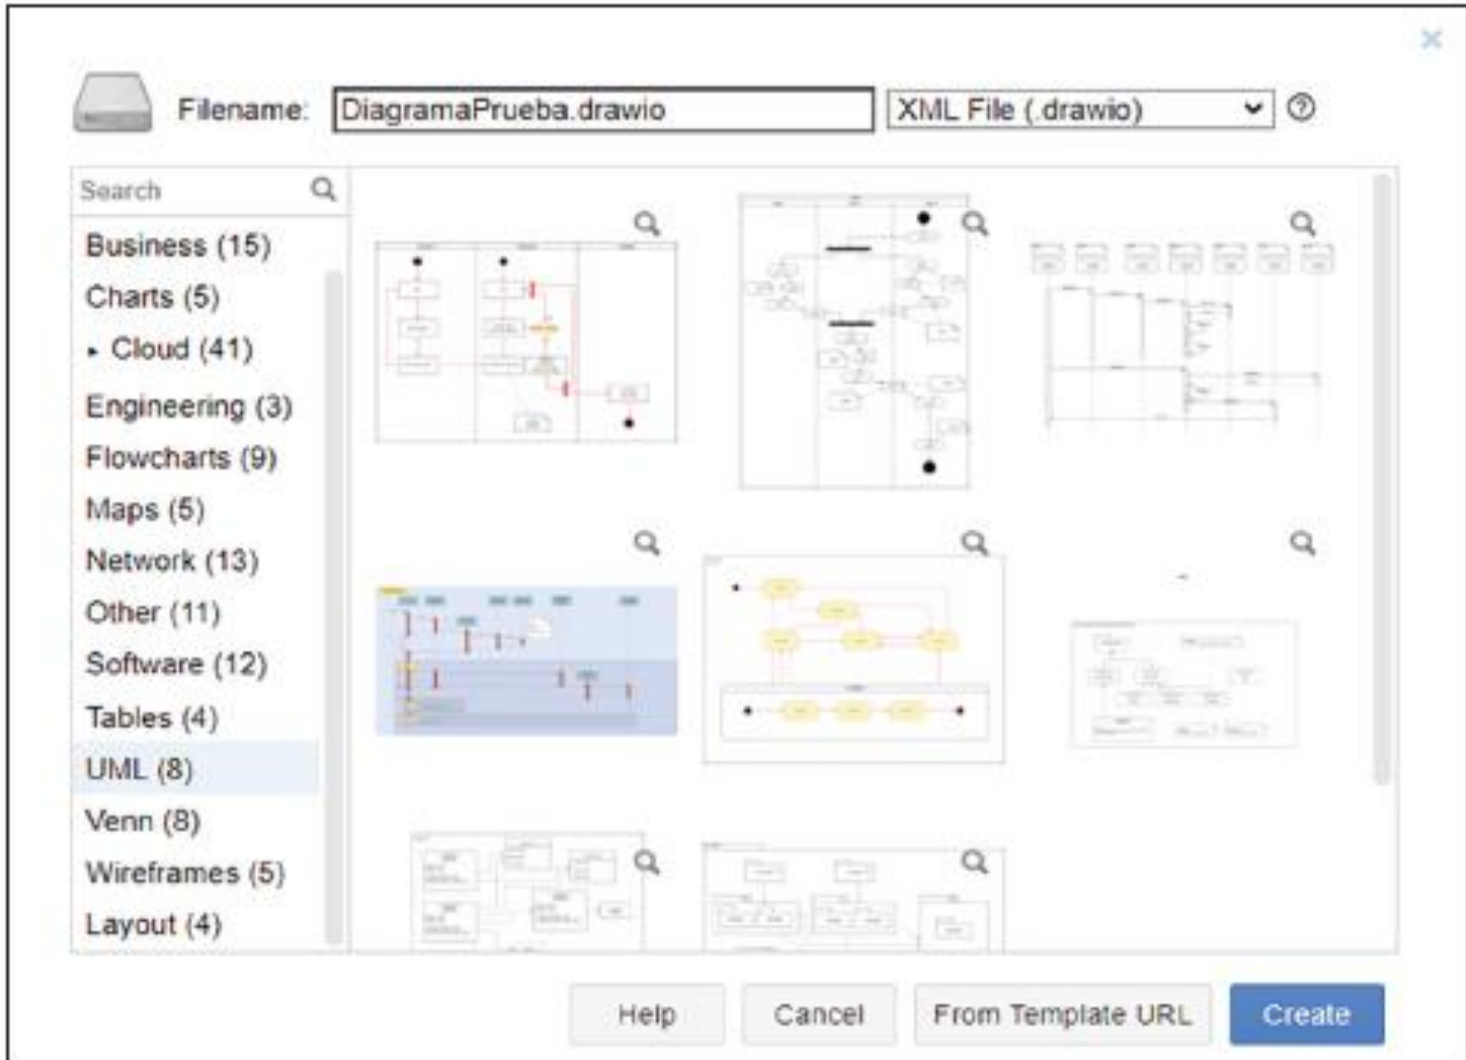 Filename: DiagramaPrueba.drawio XML File (.drawio) ?
Search
Business (15)
Charts (5)
Cloud (41)
Engineering (3)
Flowcharts (9)
Maps (5)
Network (13)
Other (11)
Software (12)
Tables (4)
UML (8)
Venn (8)
Wireframes (5)
Layout (4)
Help Cancel From Template URL Create